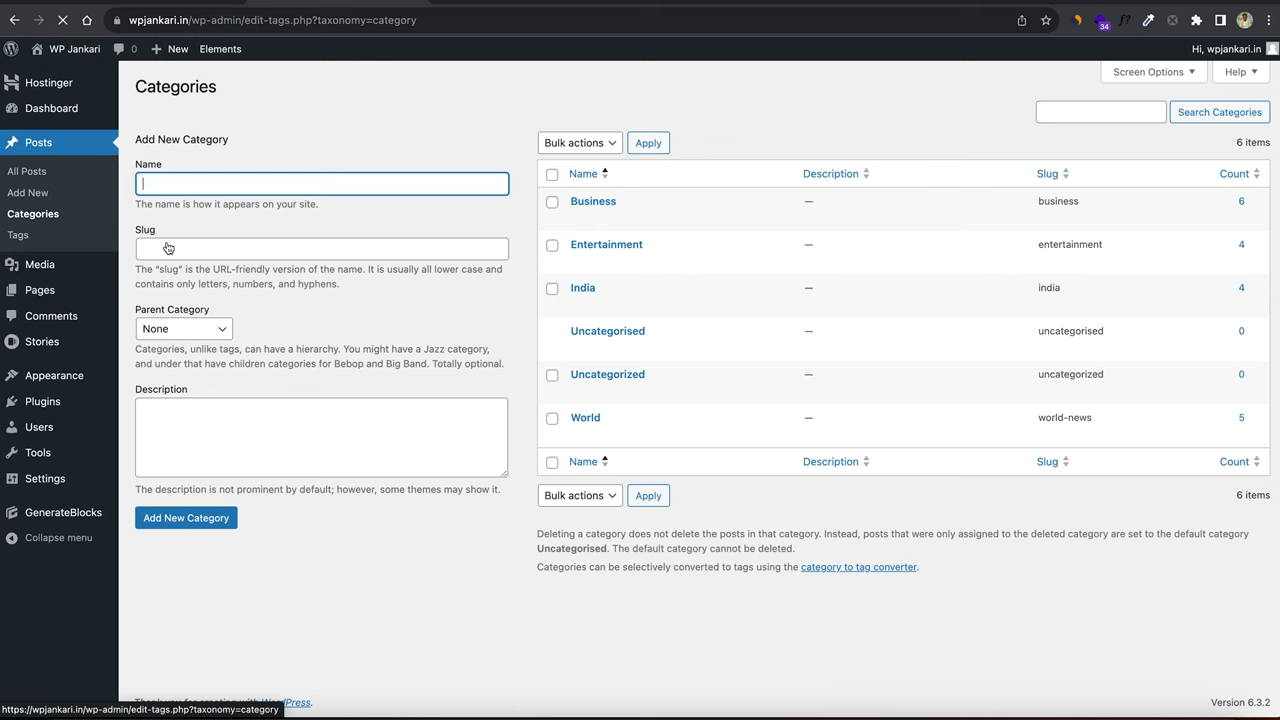 wpjankari.in/wp-admin/edit-tags.php?taxonomy=category
34
f?
WP Jankari
0
New
Elements
Hi, wpjankari.in
Hostinger
Dashboard
Posts
All Posts
Add New
Categories
Tags
Media
Pages
Comments
Stories
Appearance
Plugins
Users
Tools
Settings
GenerateBlocks
Collapse menu
Screen Options
Help
Categories
Search Categories
Add New Category
Name
The name is how it appears on your site.
Slug
The “slug” is the URL-friendly version of the name. It is usually all lower case and
contains only letters, numbers, and hyphens.
Parent Category
None
Categories, unlike tags, can have a hierarchy. You might have a Jazz category,
and under that have children categories for Bebop and Big Band. Totally optional.
Description
The description is not prominent by default; however, some themes may show it.
Add New Category
Bulk actions Apply 6 items
Name Description Slug Count
Business — business 6
Entertainment — entertainment 4
India — india 4
Uncategorised — uncategorised 0
Uncategorized — uncategorized 0
World — world-news 5
Name Description Slug Count
Bulk actions Apply 6 items
Deleting a category does not delete the posts in that category. Instead, posts that were only assigned to the deleted category are set to the default category
Uncategorised. The default category cannot be deleted.
Categories can be selectively converted to tags using the category to tag converter.
Thank you for creating with WordPress.
Version 6.3.2
https://wpjankari.in/wp-admin/edit-tags.php?taxonomy=category